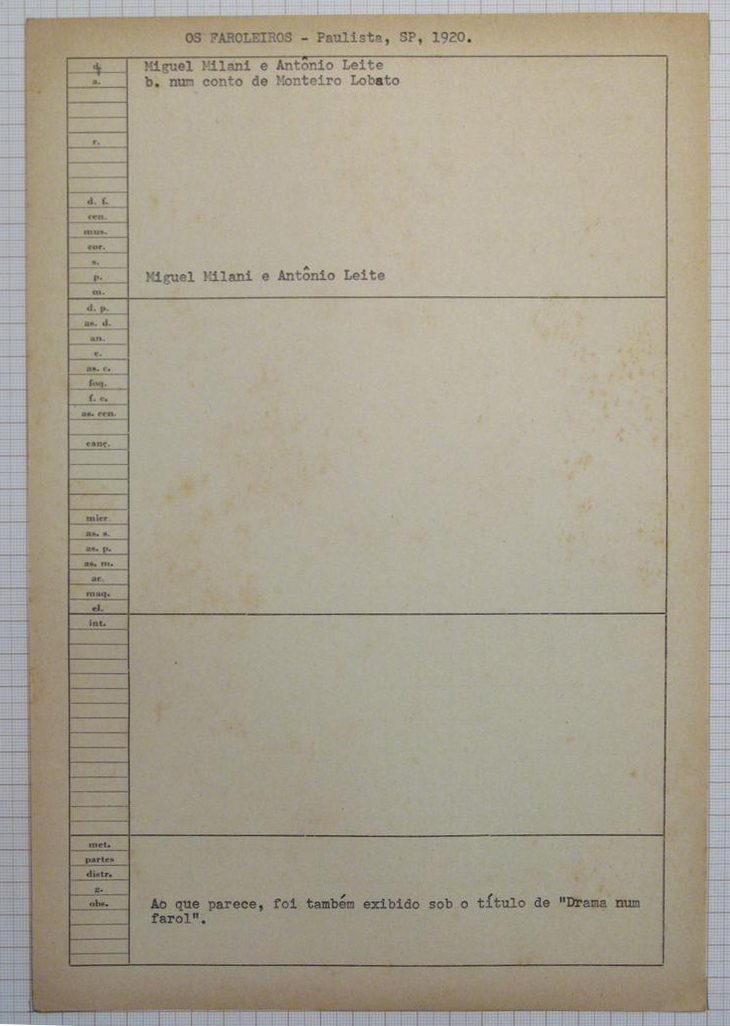 OS FAROLEIROS - Paulista, SP, 1920.
d. Miguel Milani e Antônio Leite
a. b. num conto de Monteiro Lobato
r.
d. f.
cen.
mus.
cor.
s.
p. Miguel Milani e Antônio Leite
m.
d. p.
as. d.
an.
c.
as. c.
foq.
f. c.
as. cen.
canç.
micr.
as. s.
as. p.
as. m.
ac.
maq.
el.
int.
met.
partes
distr.
g.
obs. Ao que parece, foi também exibido sob o título de "Drama num
farol".